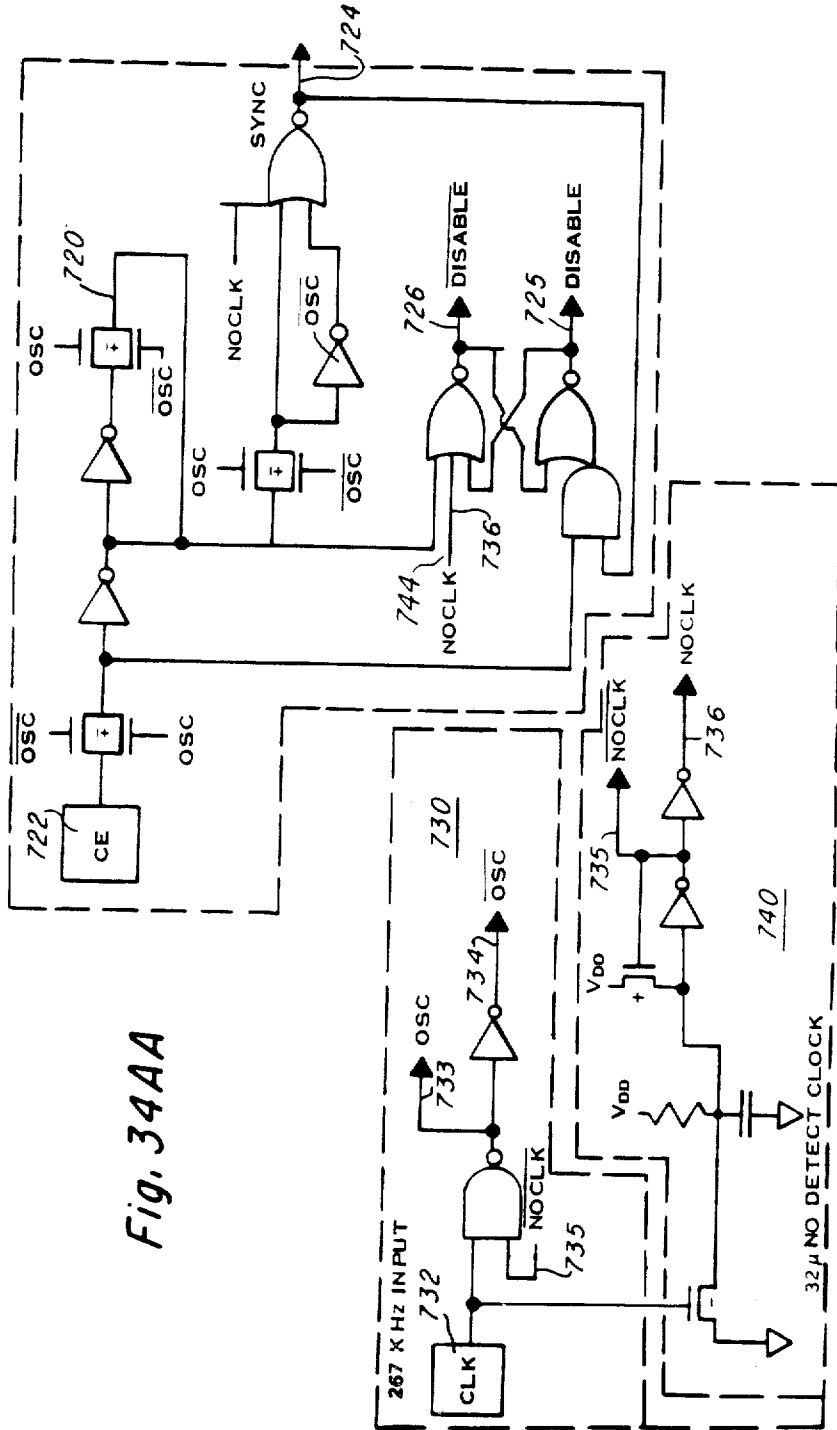 Fig. 34AA
OSC
720
OSC
NOCLK
SYNC
724
OSC
OSC
OSC
OSC
722
CE
OSC
744
NOCLK
736
726
DISABLE
725
DISABLE
267 KHz INPUT
732
CLK
733
OSC
734
OSC
730
NOCLK
735
VDD
VDD
735
NOCLK
736
NOCLK
740
32μ NO DETECT CLOCK